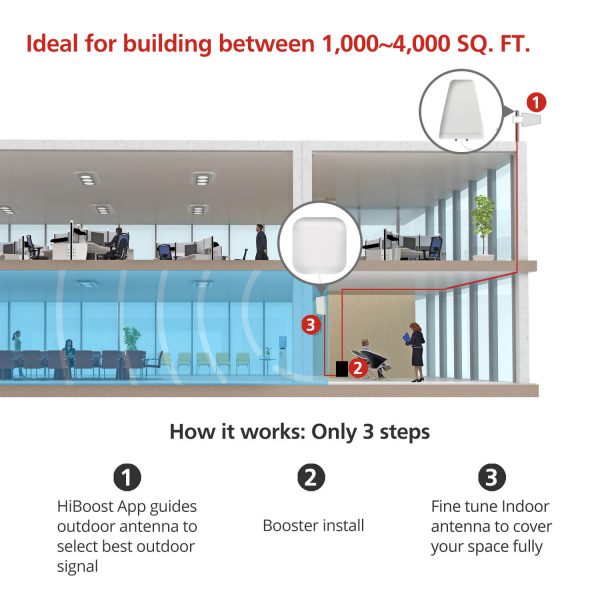 Ideal for building between 1,000~4,000 SQ. FT.
1
3
2
How it works: Only 3 steps
1
HiBoost App guides
outdoor antenna to
select best outdoor
signal
2
Booster install
3
Fine tune Indoor
antenna to cover
your space fully